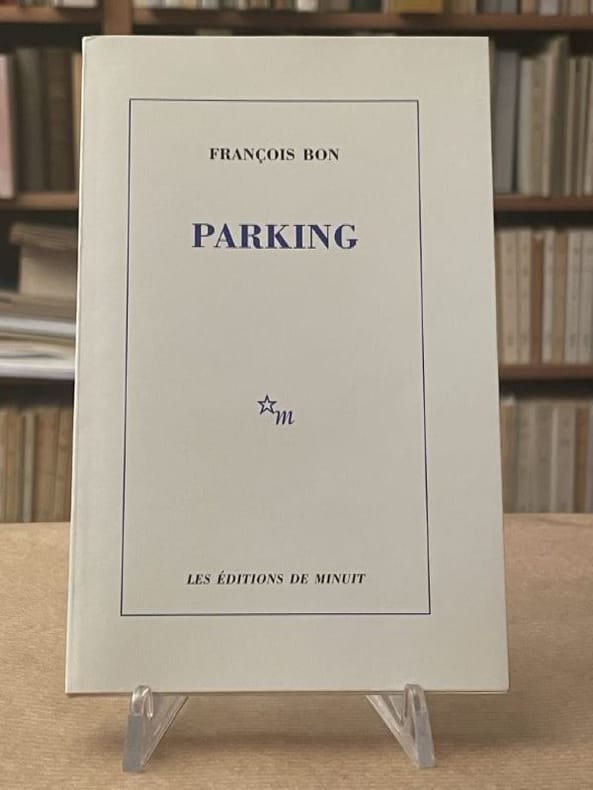 FRANÇOIS BON
PARKING
m
LES ÉDITIONS DE MINUIT